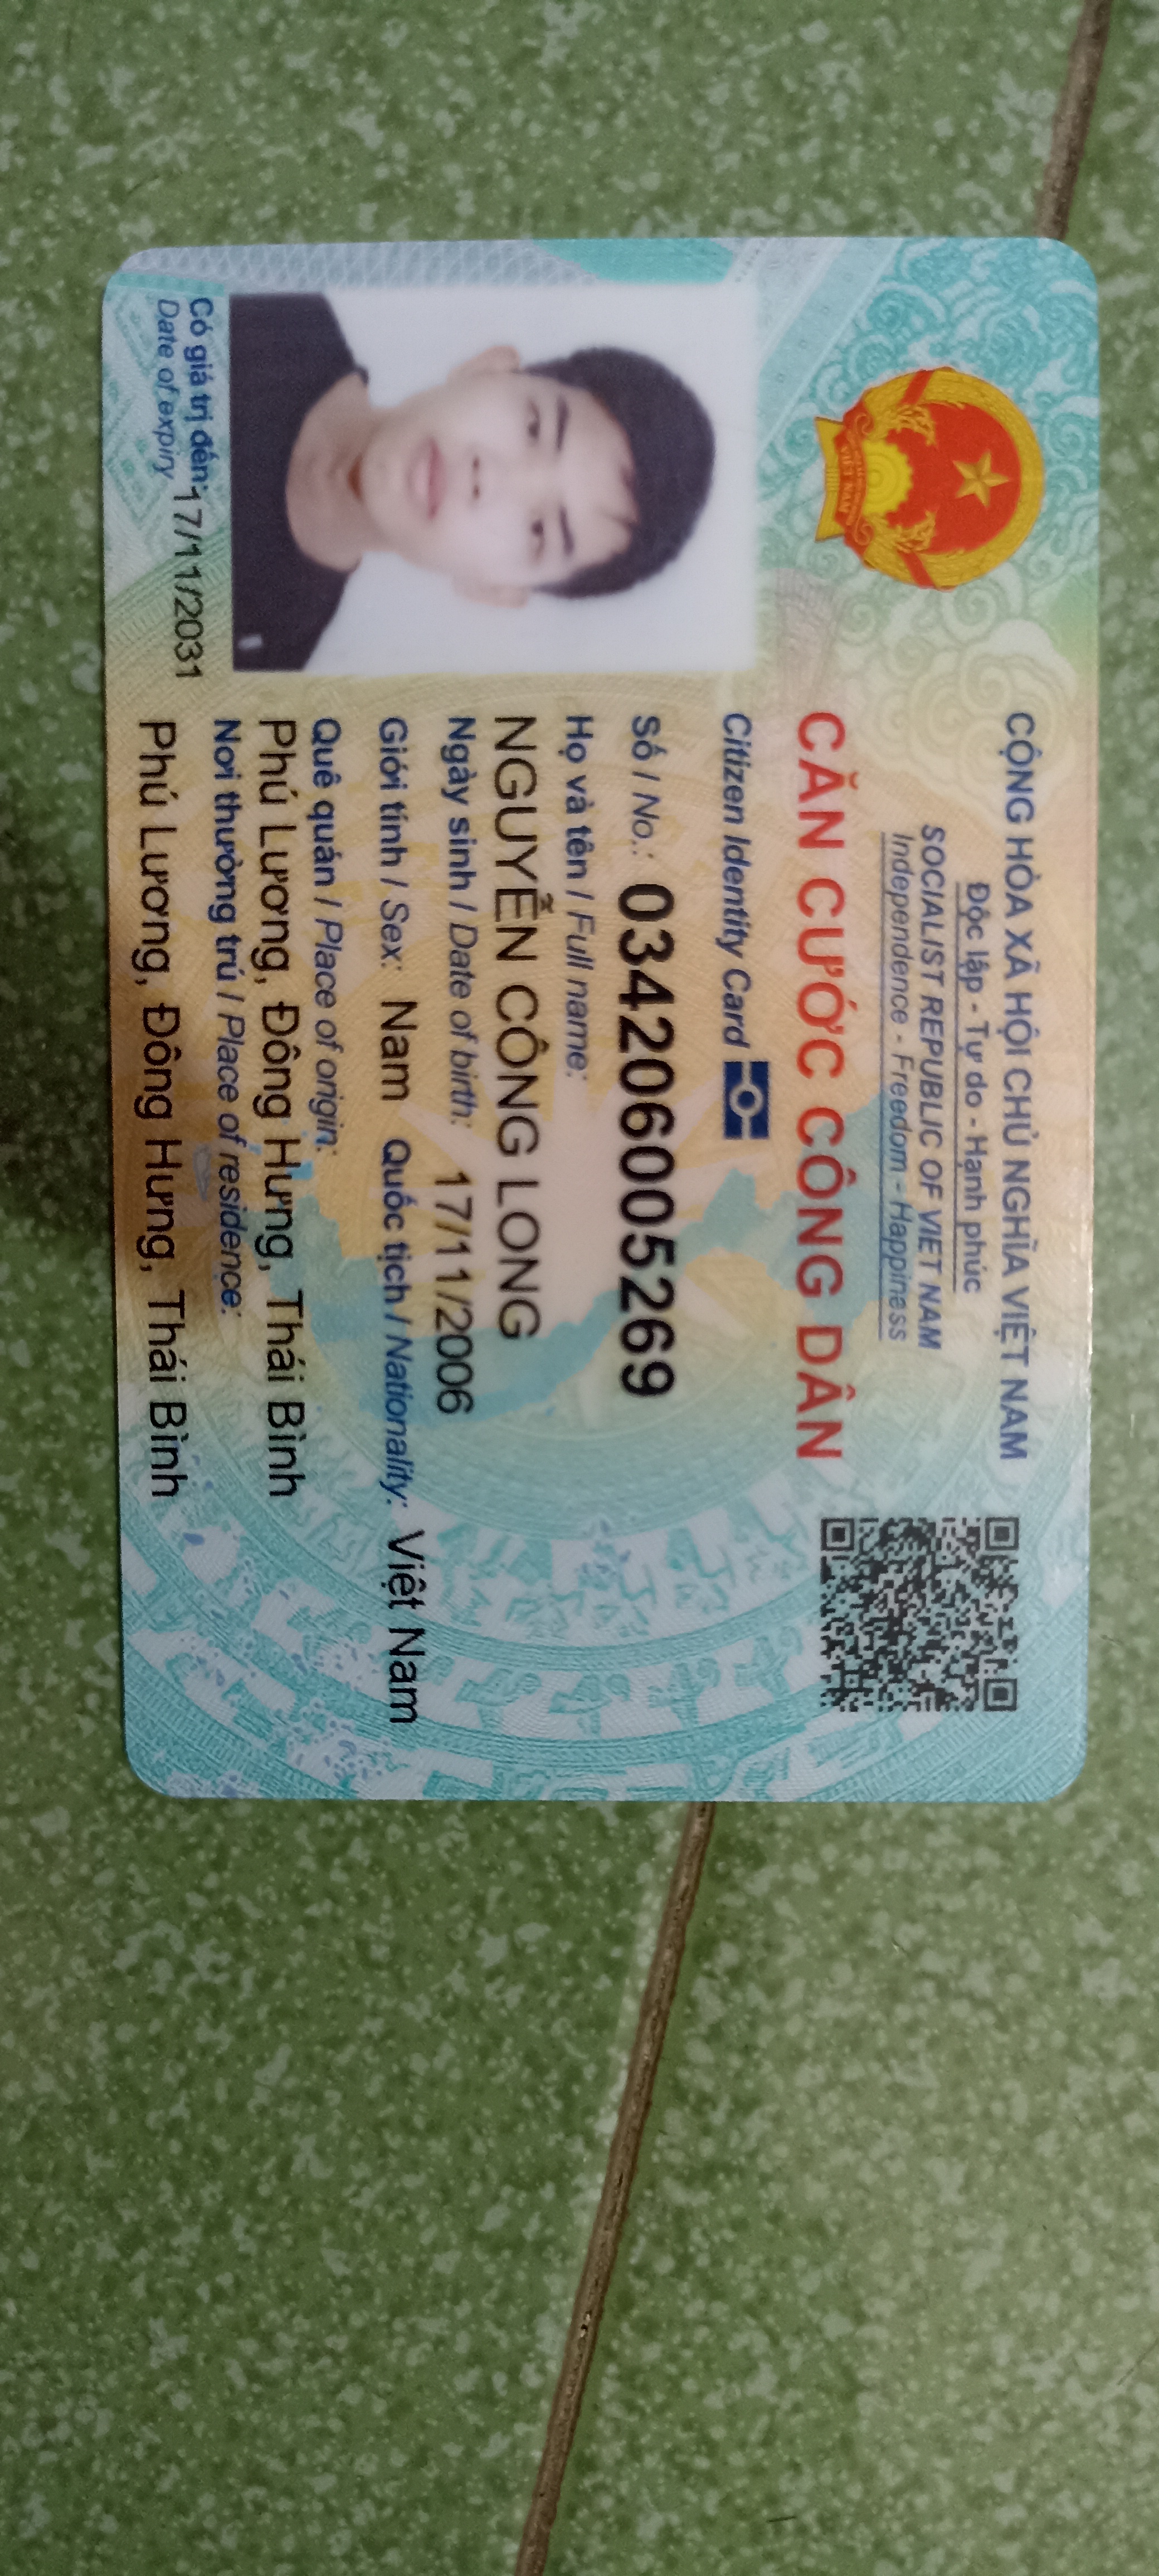 CỘNG HÒA XÃ HỘI CHỦ NGHĨA VIỆT NAM
Độc lập - Tự do - Hạnh phúc
SOCIALIST REPUBLIC OF VIET NAM
Independence - Freedom - Happiness
CĂN CƯỚC CÔNG DÂN
Citizen Identity Card
Số / No.: 034206005269
Họ và tên / Full name:
NGUYỄN CÔNG LONG
Ngày sinh / Date of birth: 17/11/2006
Giới tính / Sex: Nam Quốc tịch / Nationality: Việt Nam
Quê quán / Place of origin:
Phú Lương, Đông Hưng, Thái Bình
Nơi thường trú / Place of residence:
Phú Lương, Đông Hưng, Thái Bình
Có giá trị đến: 17/11/2031
Date of expiry
VIỆT NAM